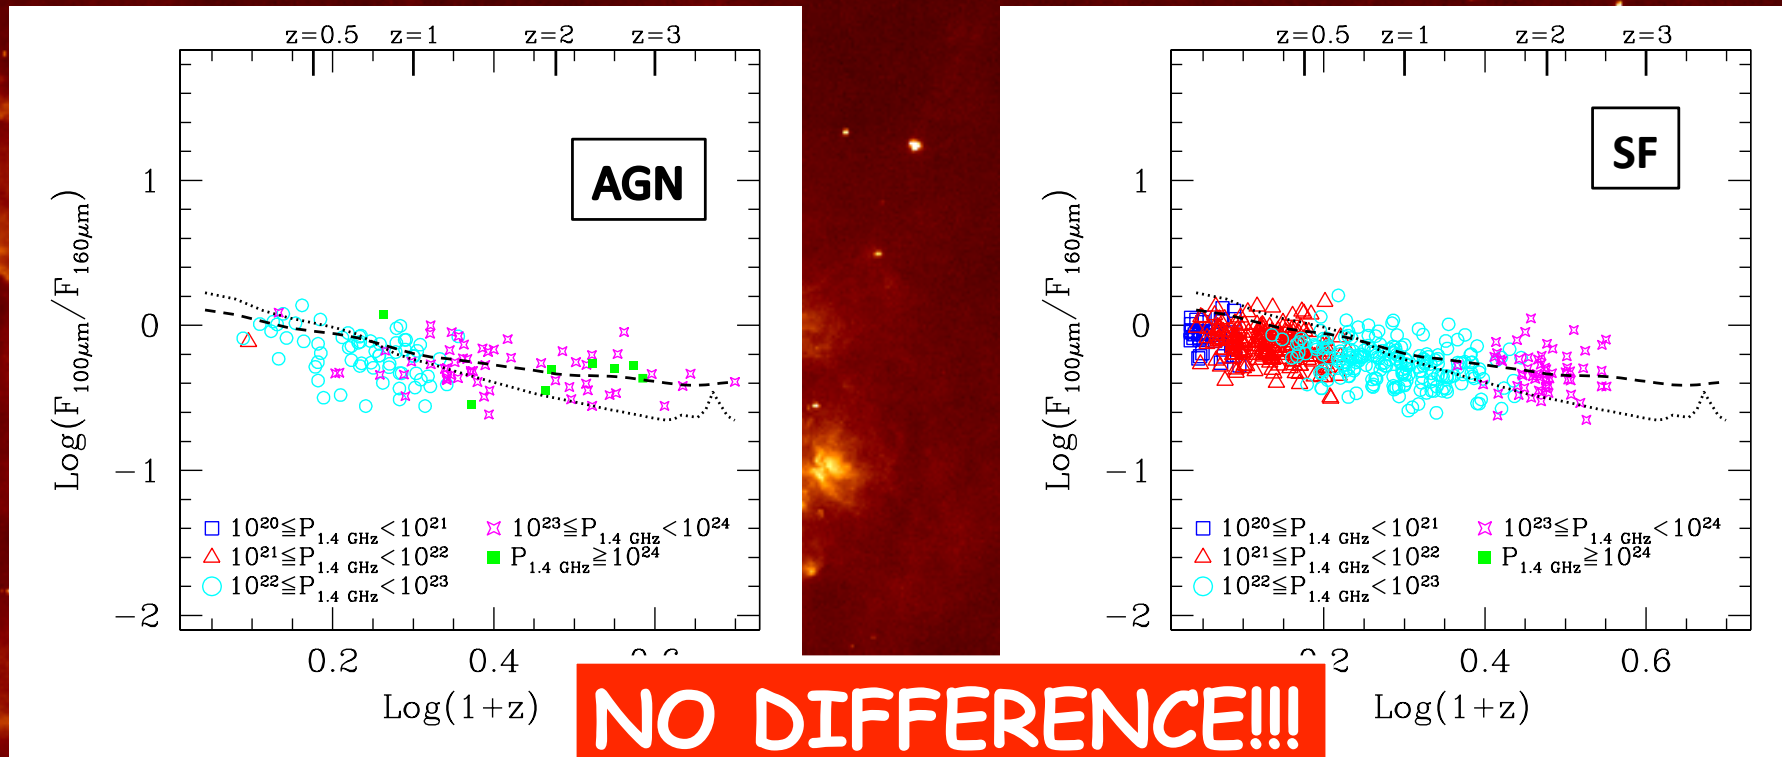 z=0.5 z=1 z=2 z=3
AGN
1
0
−1
−2
Log(F100μm/F160μm)
10²⁰≦P1.4 GHz<10²¹
10²¹≦P1.4 GHz<10²²
10²²≦P1.4 GHz<10²³
10²³≦P1.4 GHz<10²⁴
P1.4 GHz≧10²⁴
0.2 0.4 0.6
Log(1+z)
z=0.5 z=1 z=2 z=3
SF
1
0
−1
−2
Log(F100μm/F160μm)
10²⁰≦P1.4 GHz<10²¹
10²¹≦P1.4 GHz<10²²
10²²≦P1.4 GHz<10²³
10²³≦P1.4 GHz<10²⁴
P1.4 GHz≧10²⁴
0.2 0.4 0.6
Log(1+z)
NO DIFFERENCE!!!